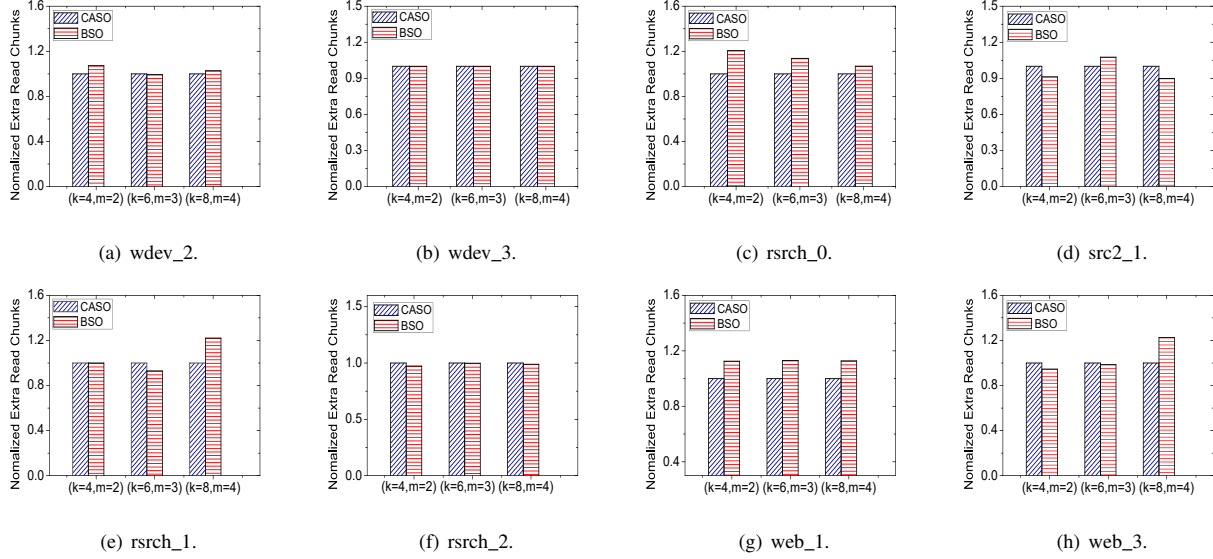 Nomalized Extra Read Chunks
1.6
1.2
0.8
0.4
0.0
CASO
BSO
(k=4,m=2) (k=6,m=3) (k=8,m=4)
(a) wdev_2.
Nomalized Extra Read Chunks
1.5
1.2
0.9
0.6
0.3
0.0
CASO
BSO
(k=4,m=2) (k=6,m=3) (k=8,m=4)
(b) wdev_3.
Nomalized Extra Read Chunks
1.6
1.2
0.8
0.4
0.0
CASO
BSO
(k=4,m=2) (k=6,m=3) (k=8,m=4)
(c) rsrch_0.
Nomalized Extra Read Chunks
1.5
1.2
0.9
0.6
0.3
0.0
CASO
BSO
(k=4,m=2) (k=6,m=3) (k=8,m=4)
(d) src2_1.
Nomalized Extra Read Chunks
1.6
1.2
0.8
0.4
0.0
CASO
BSO
(k=4,m=2) (k=6,m=3) (k=8,m=4)
(e) rsrch_1.
Nomalized Extra Read Chunks
1.5
1.0
0.5
0.0
CASO
BSO
(k=4,m=2) (k=6,m=3) (k=8,m=4)
(f) rsrch_2.
Nomalized Extra Read Chunks
1.6
1.2
0.8
0.4
CASO
BSO
(k=4,m=2) (k=6,m=3) (k=8,m=4)
(g) web_1.
Nomalized Extra Read Chunks
1.6
1.2
0.8
0.4
0.0
CASO
BSO
(k=4,m=2) (k=6,m=3) (k=8,m=4)
(h) web_3.